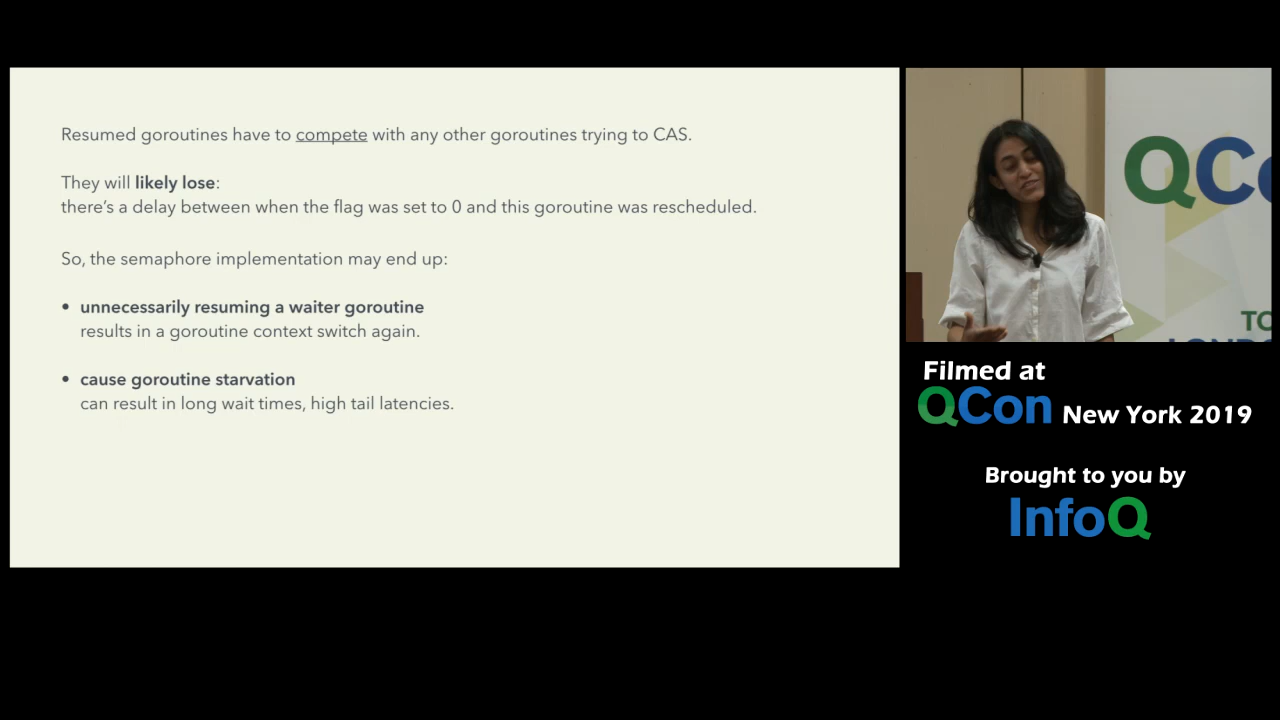 Resumed goroutines have to compete with any other goroutines trying to CAS.
They will likely lose:
there's a delay between when the flag was set to 0 and this goroutine was rescheduled.
So, the semaphore implementation may end up:
• unnecessarily resuming a waiter goroutine
results in a goroutine context switch again.
• cause goroutine starvation
can result in long wait times, high tail latencies.
QCo
TO
LONDO
Filmed at
QCon New York 2019
Brought to you by
InfoQ